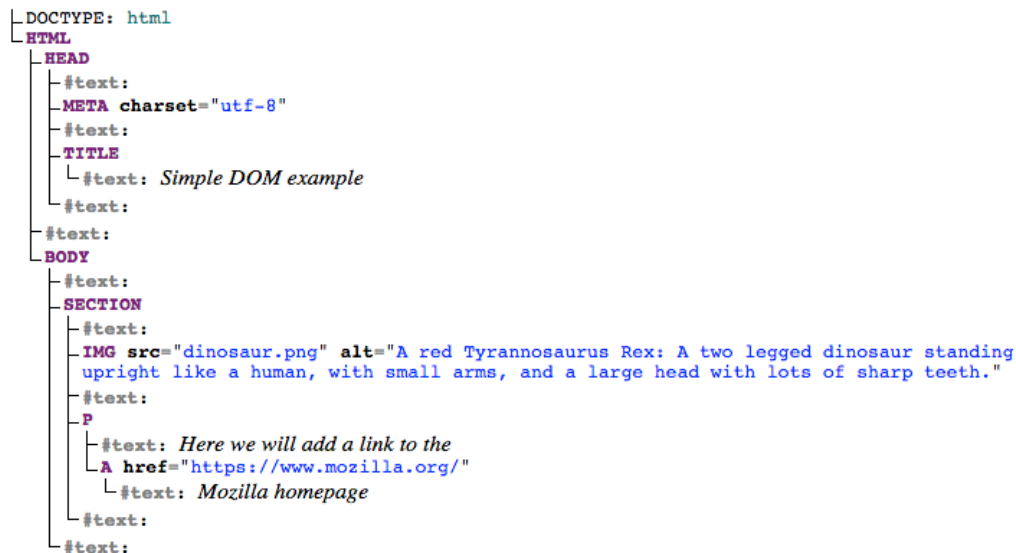 DOCTYPE: html
HTML
HEAD
#text:
META charset="utf-8"
#text:
TITLE
#text: Simple DOM example
#text:
#text:
BODY
#text:
SECTION
#text:
IMG src="dinosaur.png" alt="A red Tyrannosaurus Rex: A two legged dinosaur standing
upright like a human, with small arms, and a large head with lots of sharp teeth."
#text:
P
#text: Here we will add a link to the
A href="https://www.mozilla.org/"
#text: Mozilla homepage
#text:
#text: